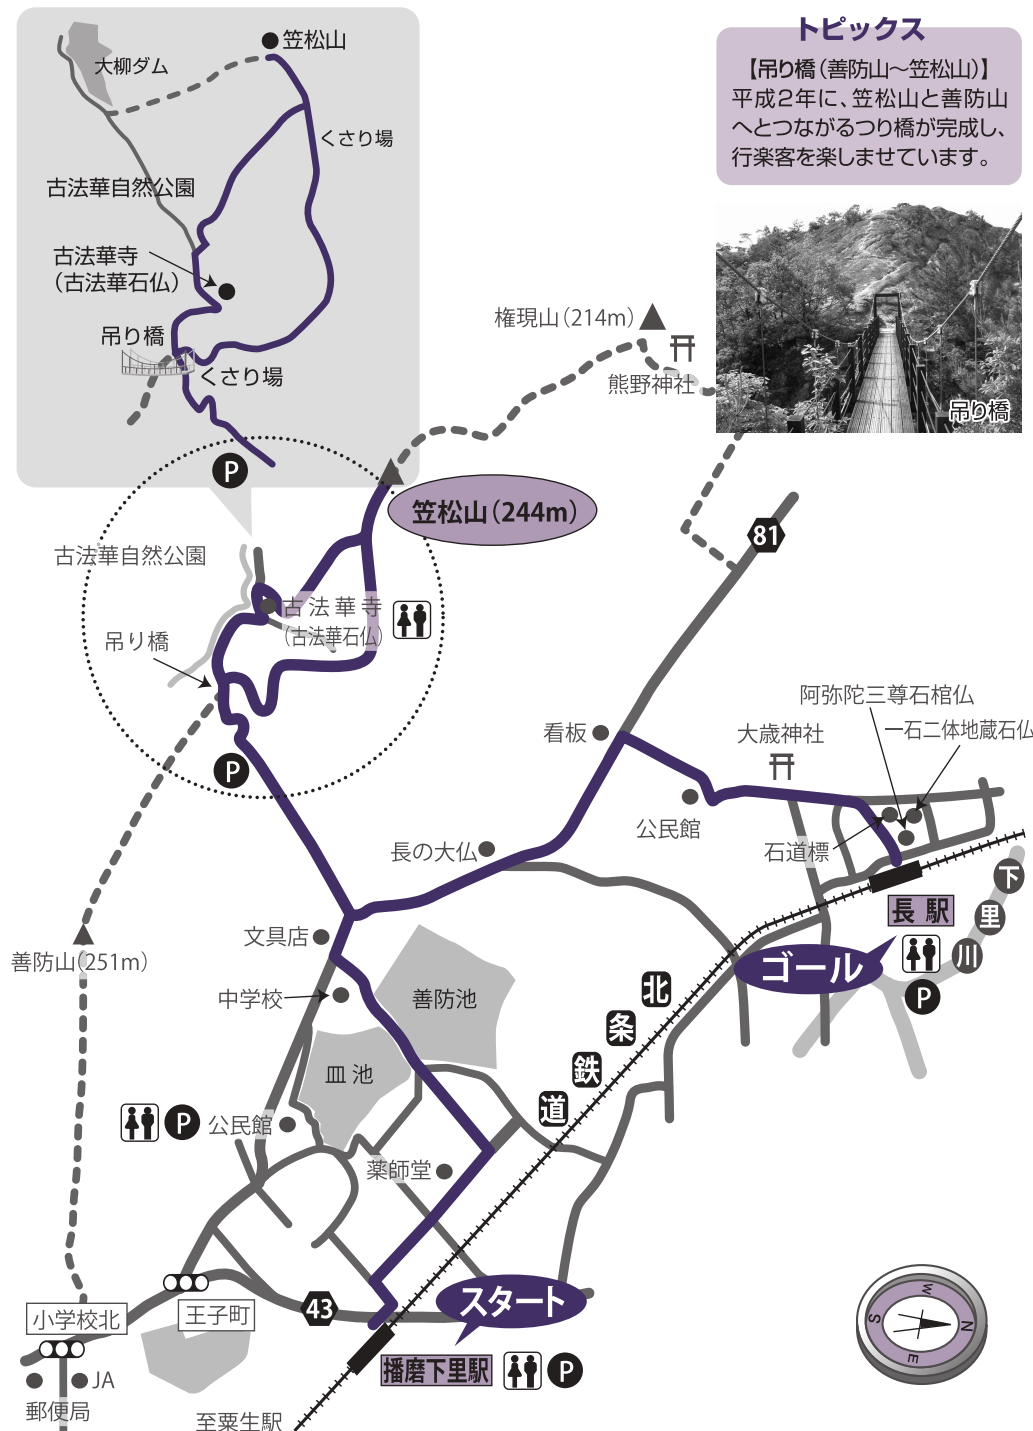 トピックス
【吊り橋（善防山～笠松山）】
平成２年に、笠松山と善防山
へとつながるつり橋が完成し、
行楽客を楽しませています。
吊り橋
笠松山
大柳ダム
くさり場
古法華自然公園
古法華寺
（古法華石仏）
吊り橋
くさり場
P
権現山（214m）
熊野神社
笠松山（244m）
81
古法華自然公園
古法華寺
（古法華石仏）
吊り橋
P
阿弥陀三尊石棺仏
一石二体地蔵石仏
看板
大歳神社
公民館
石道標
長の大仏
下里川
長駅
ゴール
P
文具店
善防山（251m）
中学校
善防池
北条鉄道
皿池
P
公民館
薬師堂
スタート
43
王子町
小学校北
播磨下里駅
P
JA
郵便局
至粟生駅
W
S
N
E